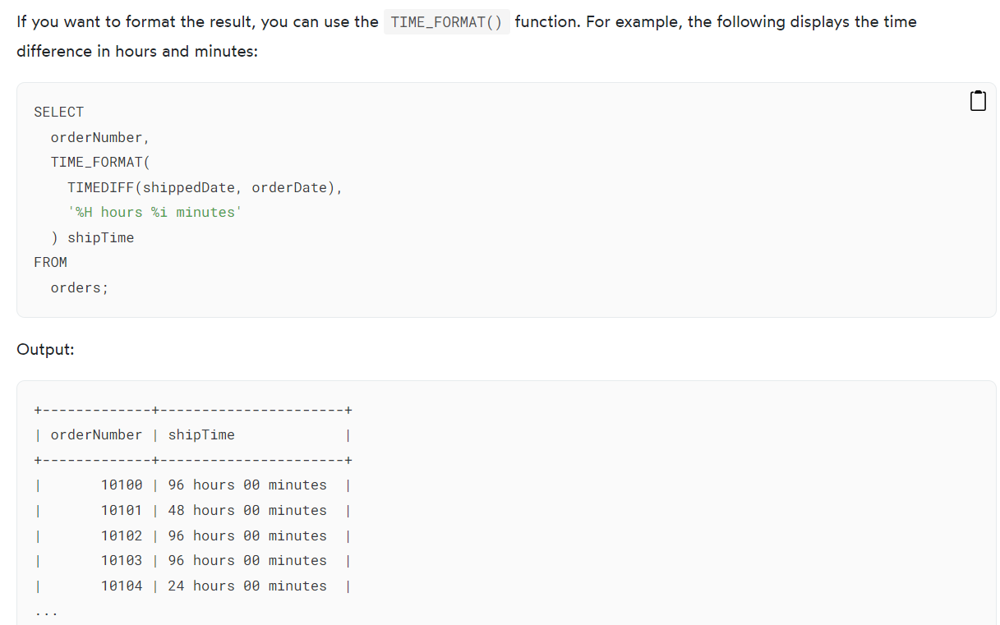 If you want to format the result, you can use the TIME_FORMAT() function. For example, the following displays the time
difference in hours and minutes:
SELECT
  orderNumber,
  TIME_FORMAT(
    TIMEDIFF(shippedDate, orderDate),
    '%H hours %i minutes'
  ) shipTime
FROM
  orders;
Output:
+-------------+----------------------+
| orderNumber | shipTime             |
+-------------+----------------------+
|       10100 | 96 hours 00 minutes  |
|       10101 | 48 hours 00 minutes  |
|       10102 | 96 hours 00 minutes  |
|       10103 | 96 hours 00 minutes  |
|       10104 | 24 hours 00 minutes  |
...